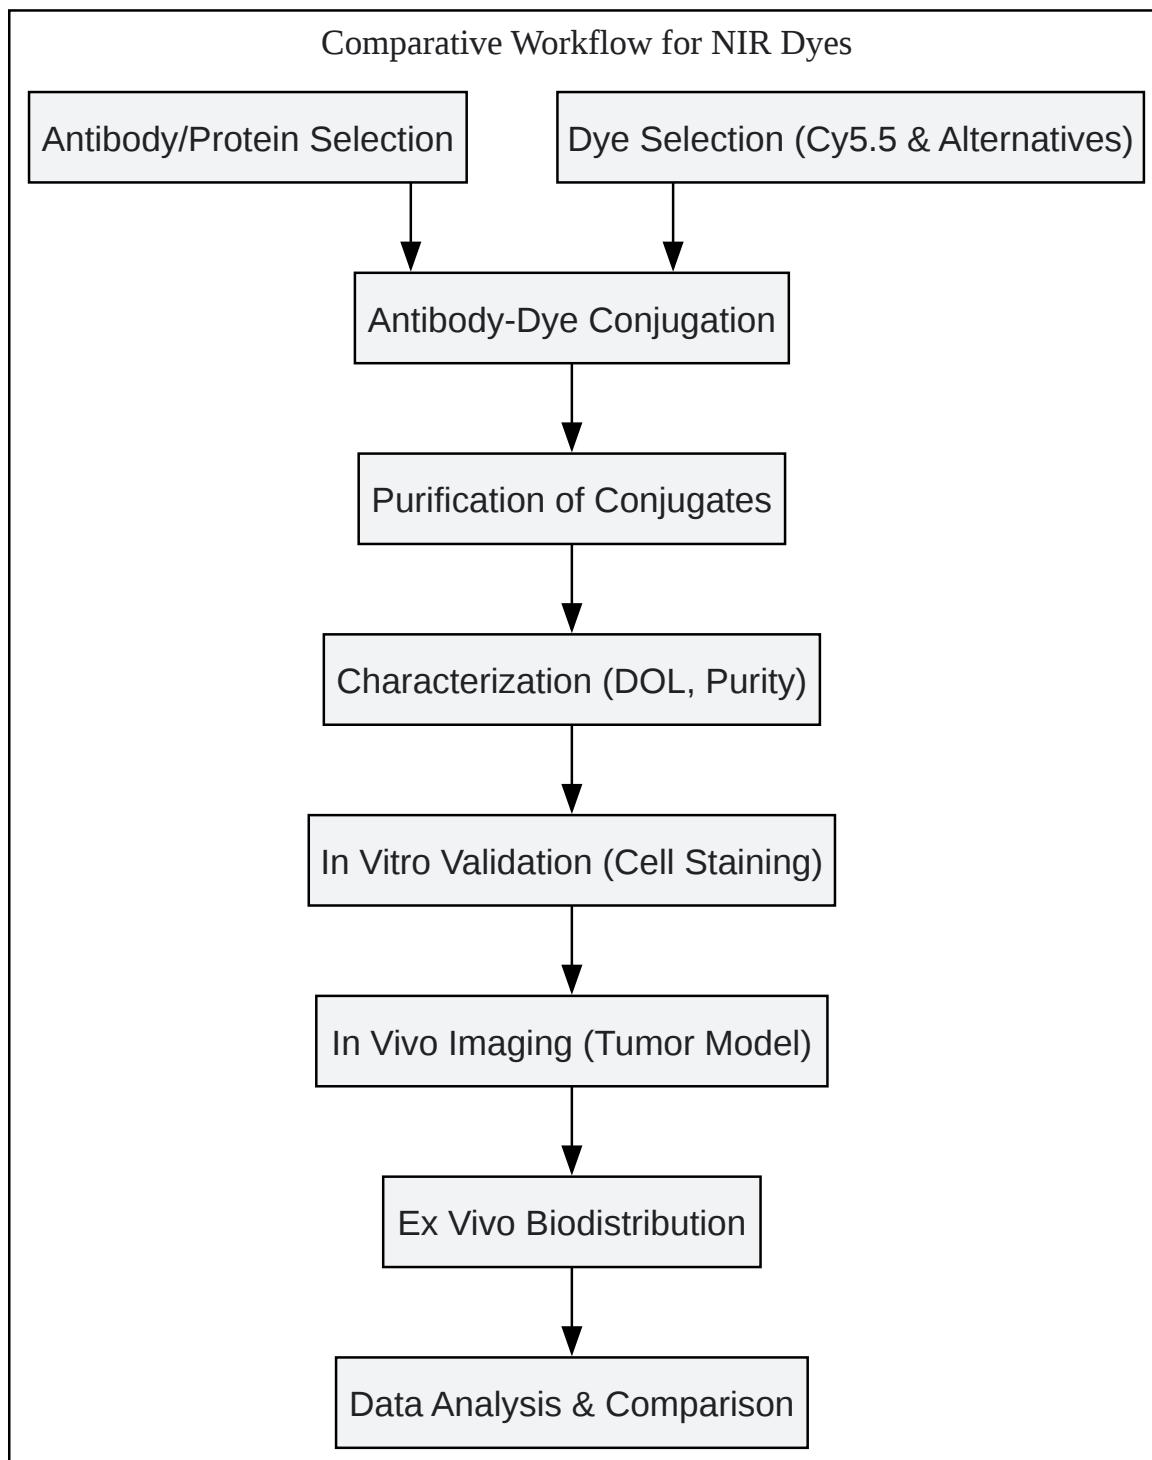 Comparative Workflow for NIR Dyes
Antibody/Protein Selection
Dye Selection (Cy5.5 & Alternatives)
Antibody-Dye Conjugation
Purification of Conjugates
Characterization (DOL, Purity)
In Vitro Validation (Cell Staining)
In Vivo Imaging (Tumor Model)
Ex Vivo Biodistribution
Data Analysis & Comparison